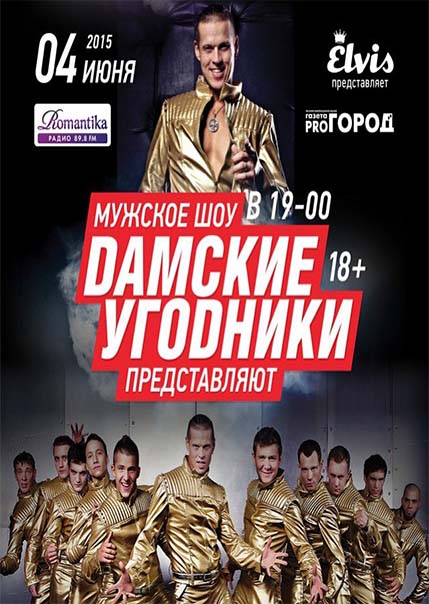 04 2015
ИЮНЯ
Elvis
представляет
Romantika
РАДИО 89.8 FM
газета
PROГОРОД
МУЖСКОЕ ШОУ В 19-00
DАМСКИЕ 18+
УГОDНИКИ
ПРЕДСТАВЛЯЮТ